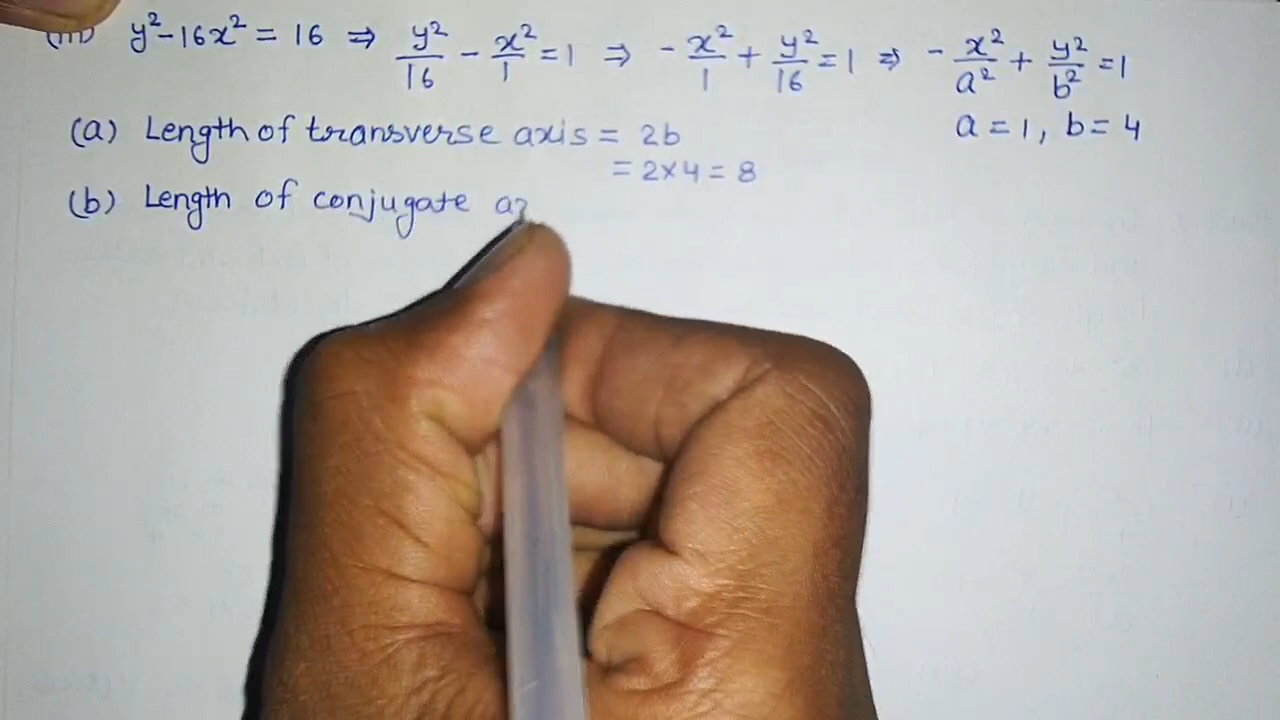 (iii) y²-16x² = 16 ⇒ y²/16 - x²/1 = 1 ⇒ -x²/1 + y²/16 = 1 ⇒ -x²/a² + y²/b² = 1
a = 1, b = 4
(a) Length of transverse axis = 2b
= 2×4 = 8
(b) Length of conjugate